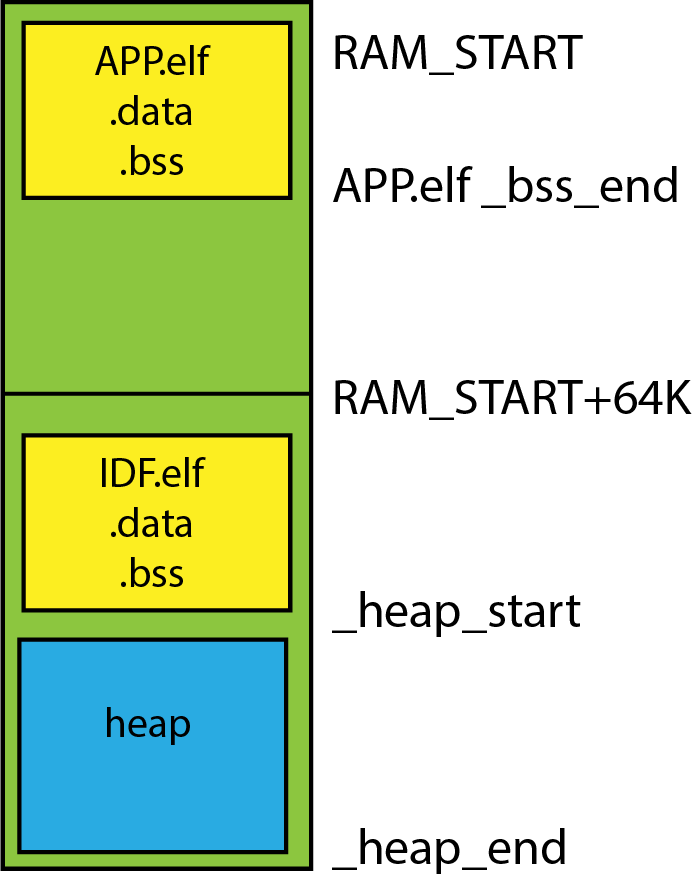 APP.elf
.data
.bss
RAM_START
APP.elf _bss_end
RAM_START+64K
IDF.elf
.data
.bss
_heap_start
heap
_heap_end